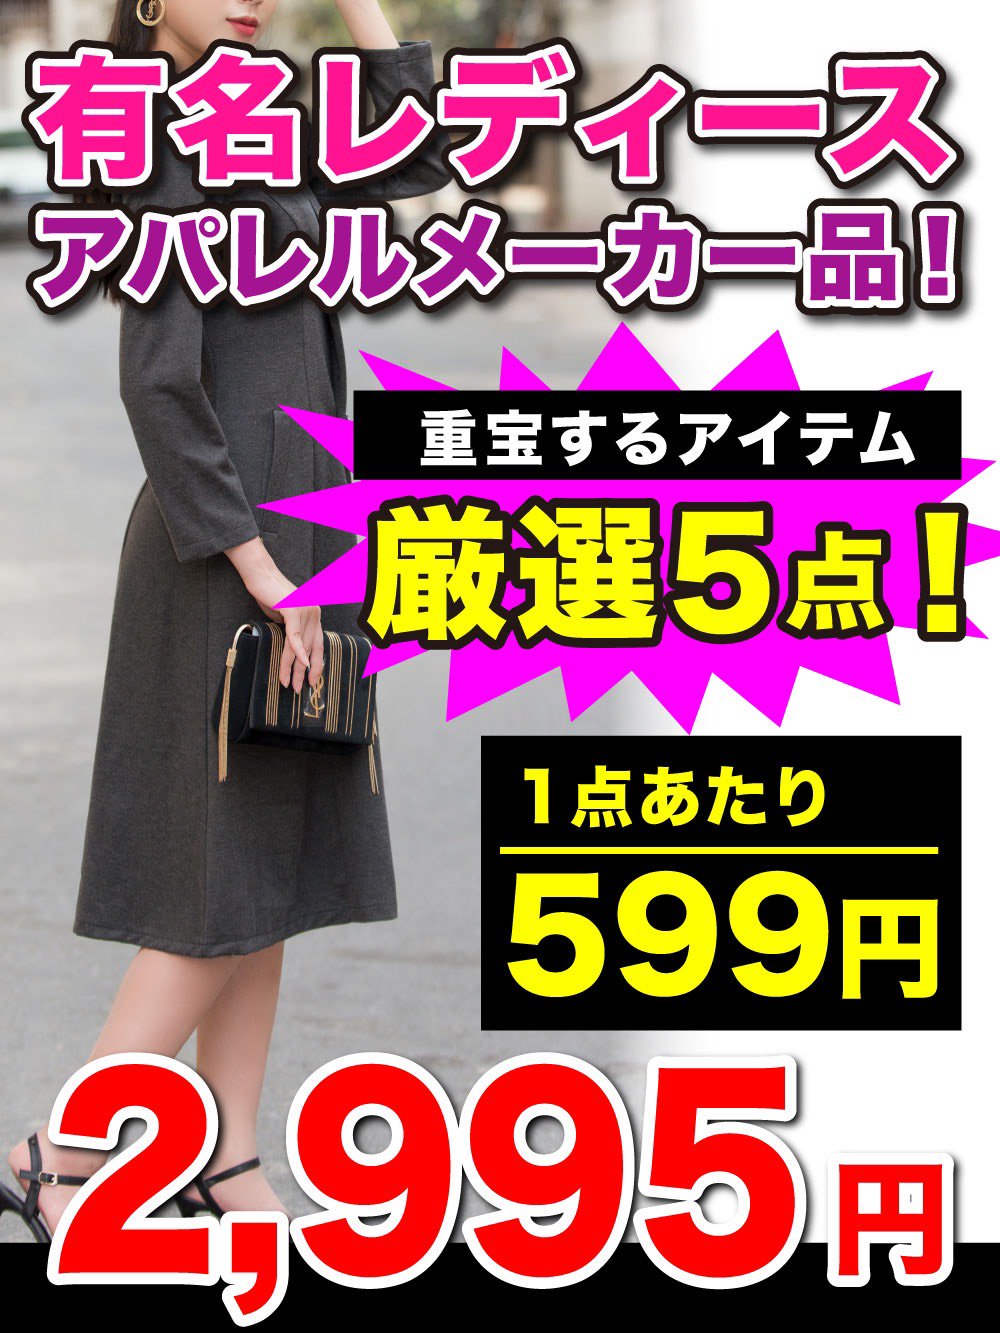 有名レディース
アパレルメーカー品！
重宝するアイテム
厳選5点！
1点あたり
599円
2,995円